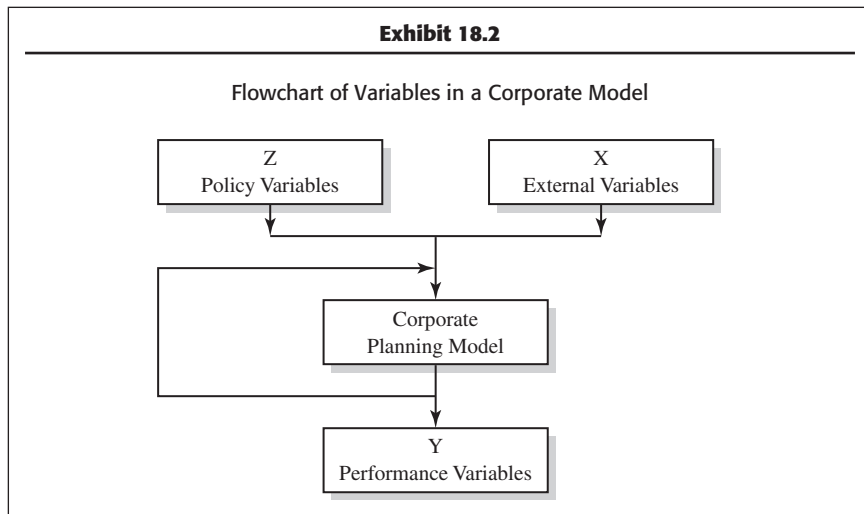 Exhibit 18.2
Flowchart of Variables in a Corporate Model
Z
Policy Variables
X
External Variables
Corporate
Planning Model
Y
Performance Variables